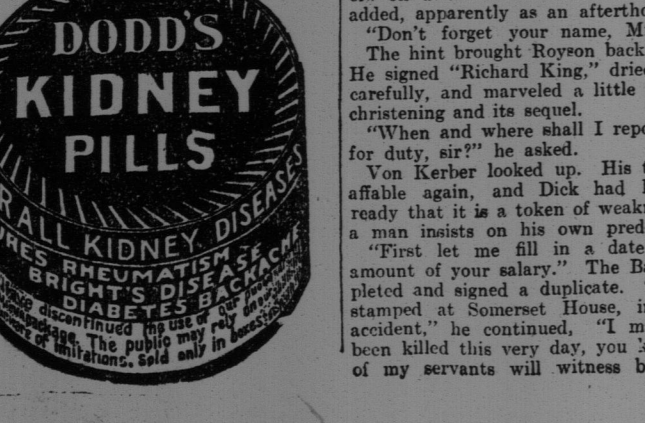 DODD'S
KIDNEY
PILLS
ALL KIDNEY DISEASES
RHEUMATISM
BRIGHT'S DISEASE
DIABETES BACKACHE
discontinued the use of our
package. The public may rely
of imitations. Sold only in boxes
added, apparently as an
"Don't forget your name,
The hint brought Royson back
He signed "Richard King,"
carefully, and marveled a little
christening and its sequel.
"When and where shall I
for duty, sir?" he asked.
Von Kerber looked up. His
affable again, and Dick had
ready that it is a token of
a man insists on his own
"First let me fill in a date
amount of your salary." The
pleted and signed a duplicate.
stamped at Somerset House,
accident," he continued, "I
been killed this very day, you
of my servants will witness